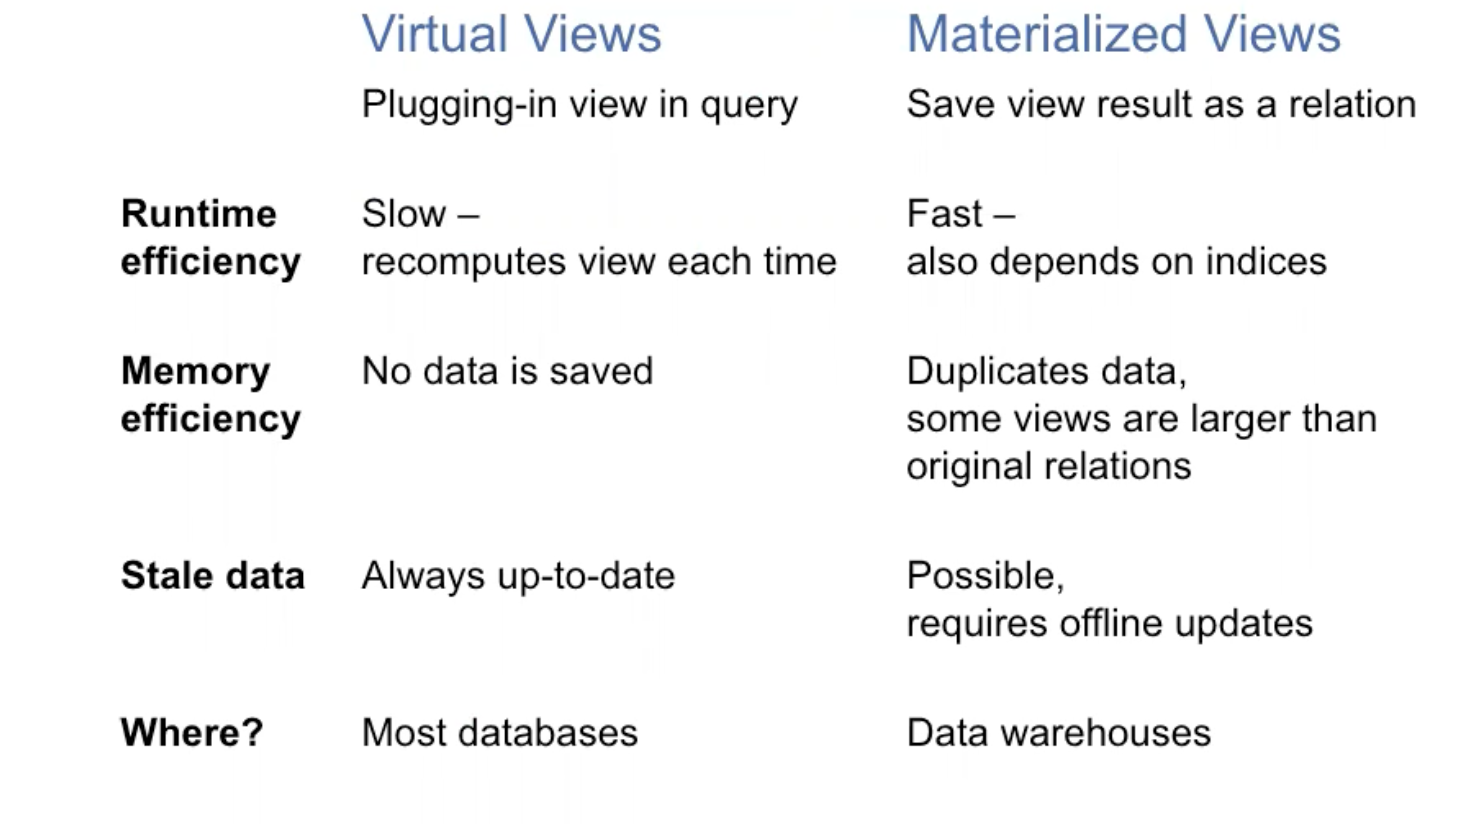 Virtual Views
Materialized Views
Plugging-in view in query
Save view result as a relation
Runtime
efficiency
Slow –
recomputes view each time
Fast –
also depends on indices
Memory
efficiency
No data is saved
Duplicates data,
some views are larger than
original relations
Stale data
Always up-to-date
Possible,
requires offline updates
Where?
Most databases
Data warehouses